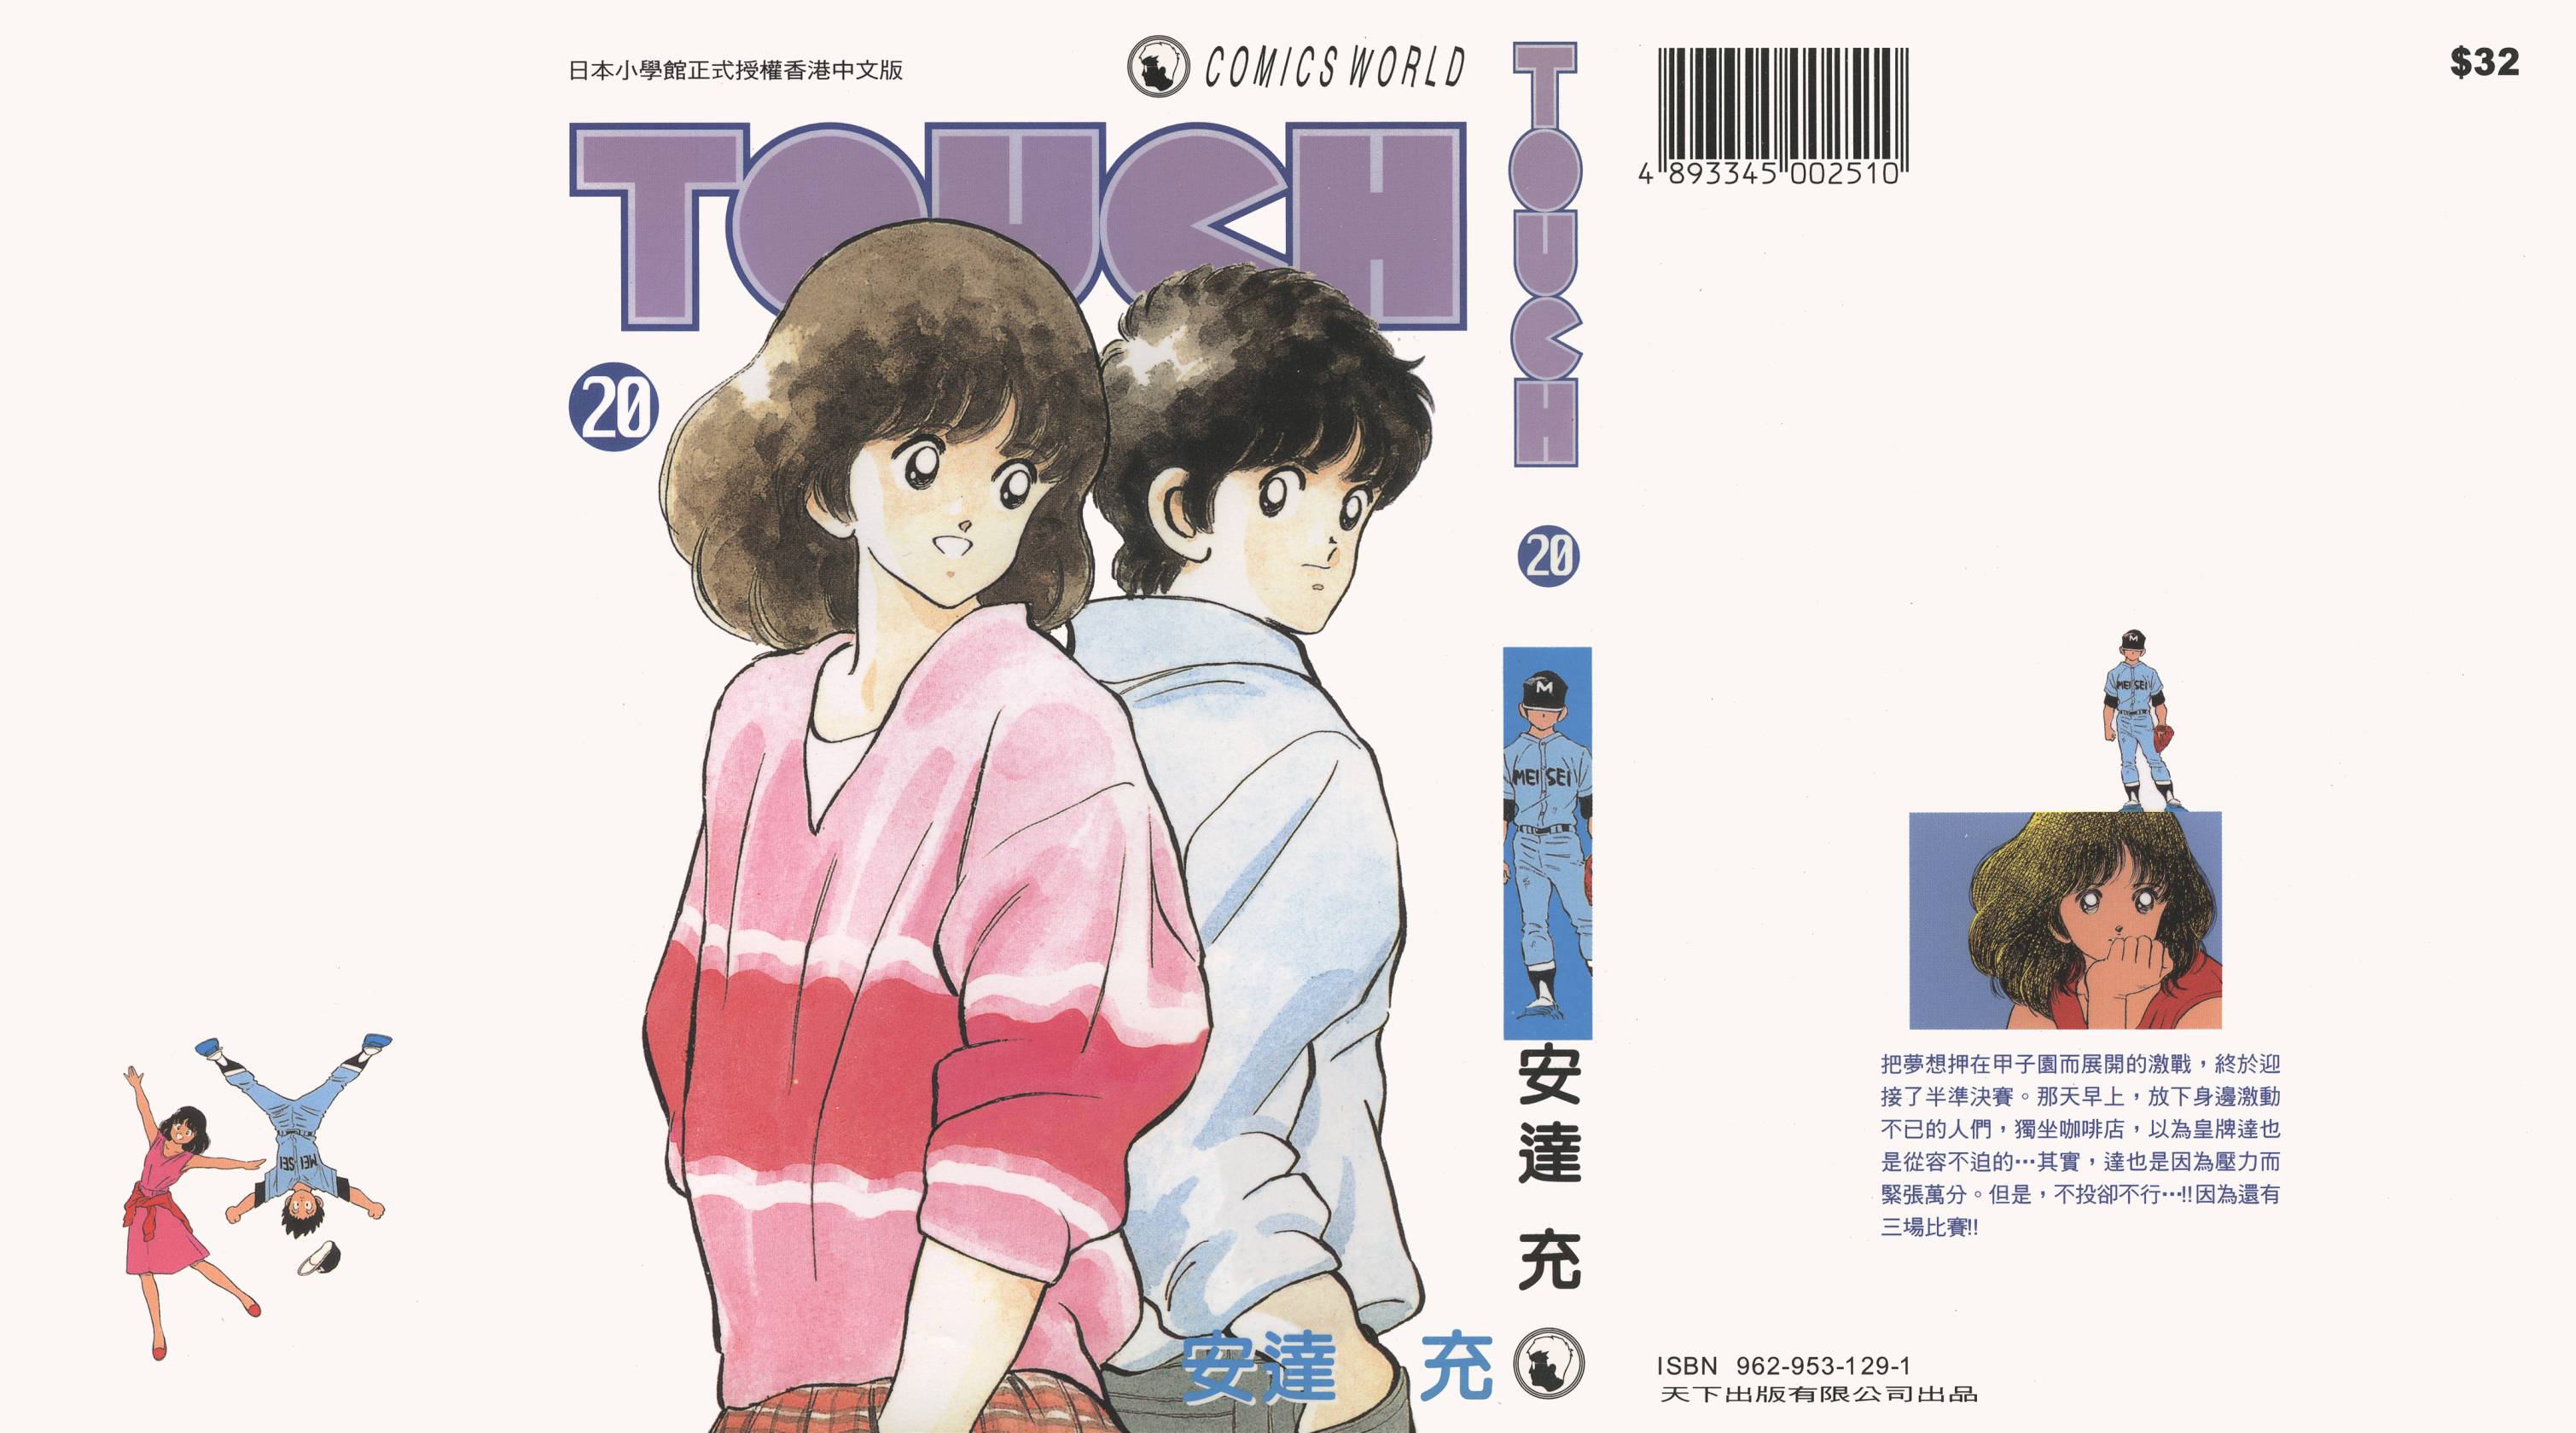 日本小學館正式授權香港中文版
COMICS WORLD
TOUCH
20
安達 充
TOUCH
20
M
MEISEI
安達 充
4 893345 002510
$32
M
MEISEI
把夢想押在甲子園而展開的激戰，終於迎
接了半準決賽。那天早上，放下身邊激動
不已的人們，獨坐咖啡店，以為皇牌達也
是從容不迫的…其實，達也是因為壓力而
緊張萬分。但是，不投卻不行…!!因為還有
三場比賽!!
ISBN 962-953-129-1
天下出版有限公司出品
MEISEI